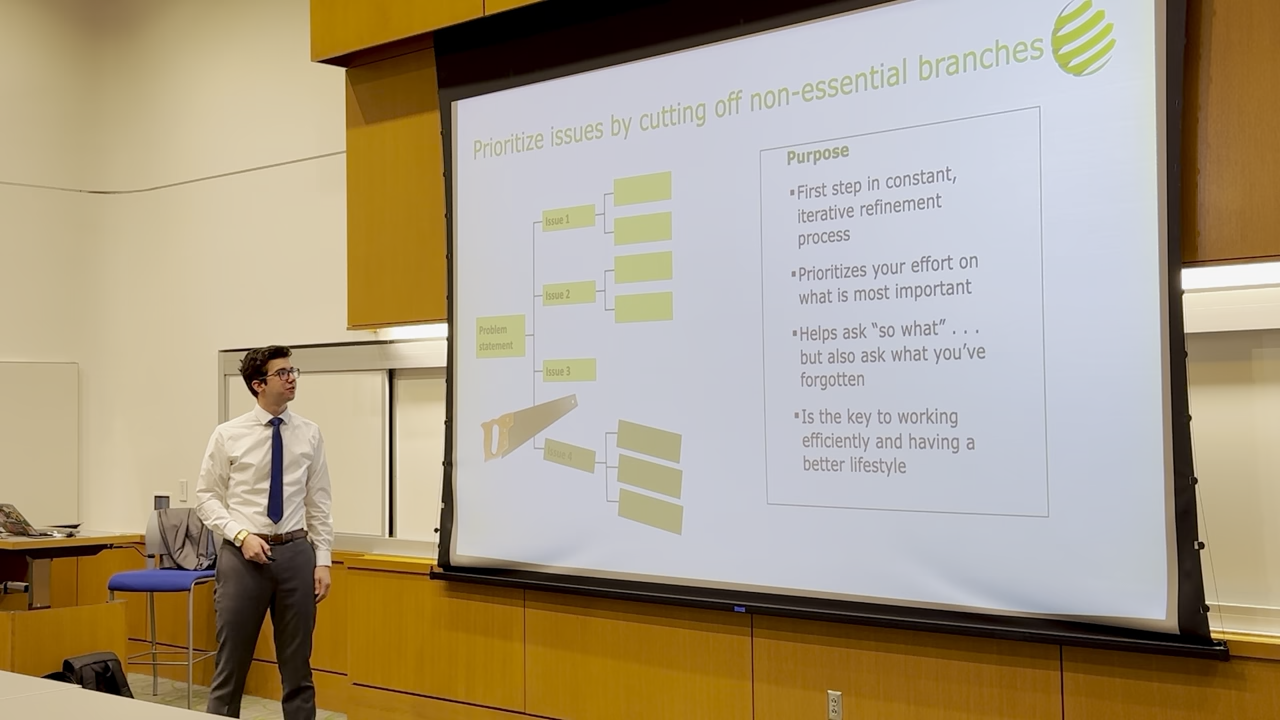 Prioritize issues by cutting off non-essential branches
Problem
statement
Issue 1
Issue 2
Issue 3
Issue 4
Purpose
▪First step in constant,
iterative refinement
process
▪Prioritizes your effort on
what is most important
▪Helps ask “so what” . . .
but also ask what you’ve
forgotten
▪Is the key to working
efficiently and having a
better lifestyle